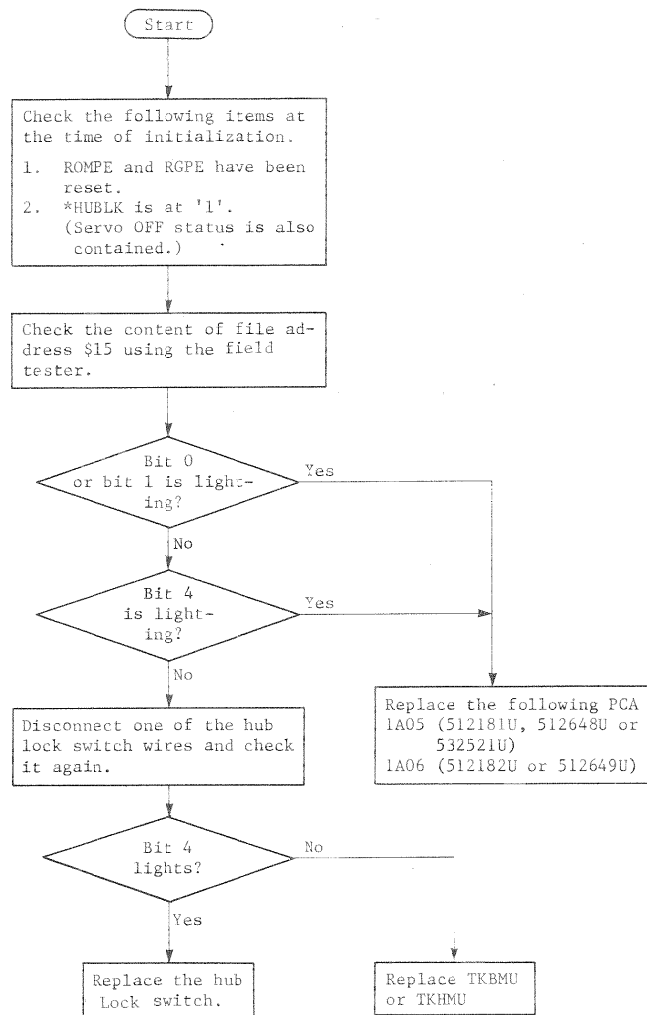 Start
Check the following items at
the time of initialization.
1. ROMPE and RGPE have been
reset.
2. *HUBLK is at '1'.
(Servo OFF status is also
contained.)
Check the content of file ad-
dress $15 using the field
tester.
Bit 0
or bit 1 is light-
ing?
Yes
No
Bit 4
is light-
ing?
Yes
No
Disconnect one of the hub
lock switch wires and check
it again.
Replace the following PCA
1A05 (512181U, 512648U or
532521U)
1A06 (512182U or 512649U)
Bit 4
lights?
No
Yes
Replace the hub
Lock switch.
Replace TKBMU
or TKHMU